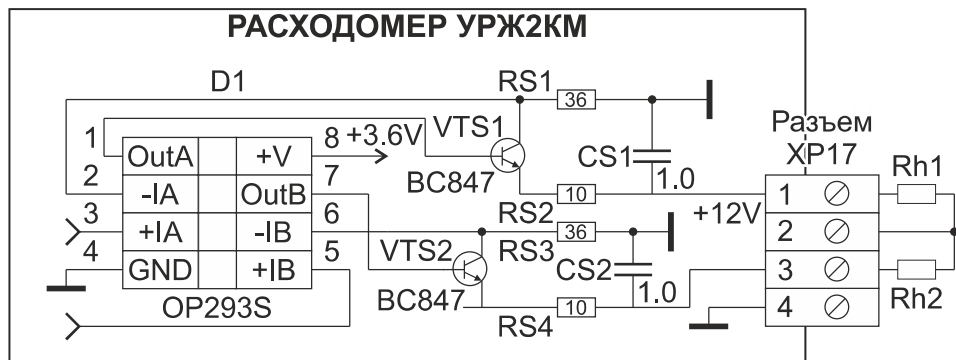 РАСХОДОМЕР УРЖ2КМ
D1
RS1
36
1
OutA
+V
8
+3.6V
VTS1
BC847
CS1
1.0
Разъем
XP17
Rh1
2
-IA
OutB
7
10
RS2
+12V
1
3
+IA
-IB
6
36
RS3
2
4
GND
+IB
5
VTS2
BC847
CS2
1.0
3
Rh2
OP293S
10
RS4
4